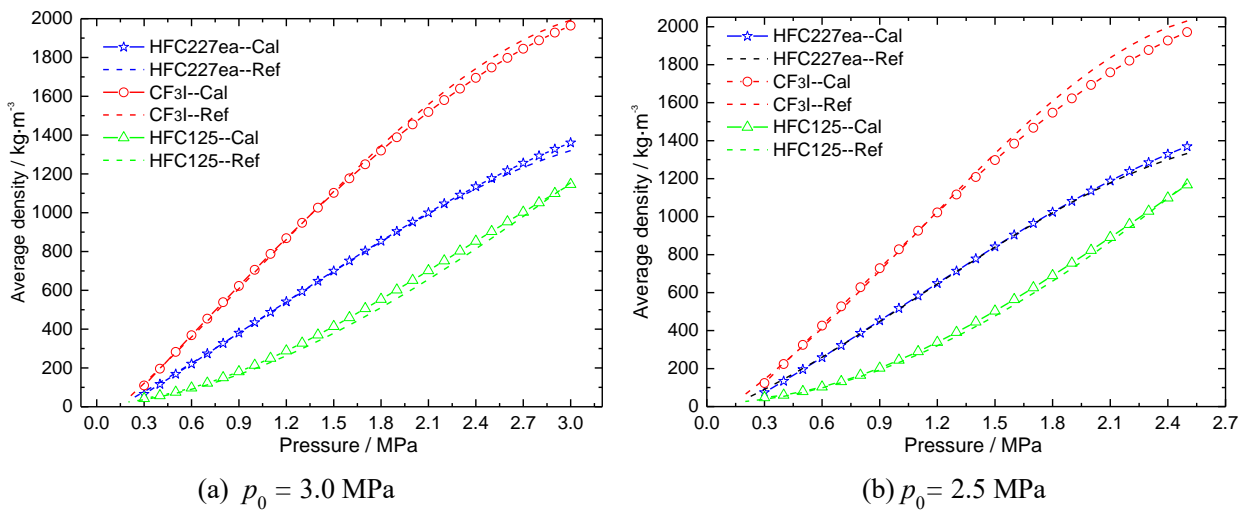 2000
1800
1600
1400
1200
1000
800
600
400
200
0
Average density / kg·m⁻³
HFC227ea--Cal
HFC227ea--Ref
CF3I--Cal
CF3I--Ref
HFC125--Cal
HFC125--Ref
0.0 0.3 0.6 0.9 1.2 1.5 1.8 2.1 2.4 2.7 3.0
Pressure / MPa
(a) p₀ = 3.0 MPa
2000
1800
1600
1400
1200
1000
800
600
400
200
0
Average density / kg·m⁻³
HFC227ea--Cal
HFC227ea--Ref
CF3I--Cal
CF3I--Ref
HFC125--Cal
HFC125--Ref
0.0 0.3 0.6 0.9 1.2 1.5 1.8 2.1 2.4 2.7
Pressure / MPa
(b) p₀= 2.5 MPa